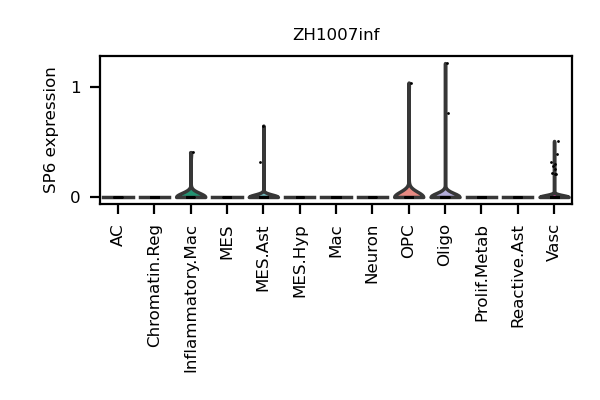 ZH1007inf
SP6 expression
1
0
AC
Chromatin.Reg
Inflammatory.Mac
MES
MES.Ast
MES.Hyp
Mac
Neuron
OPC
Oligo
Prolif.Metab
Reactive.Ast
Vasc